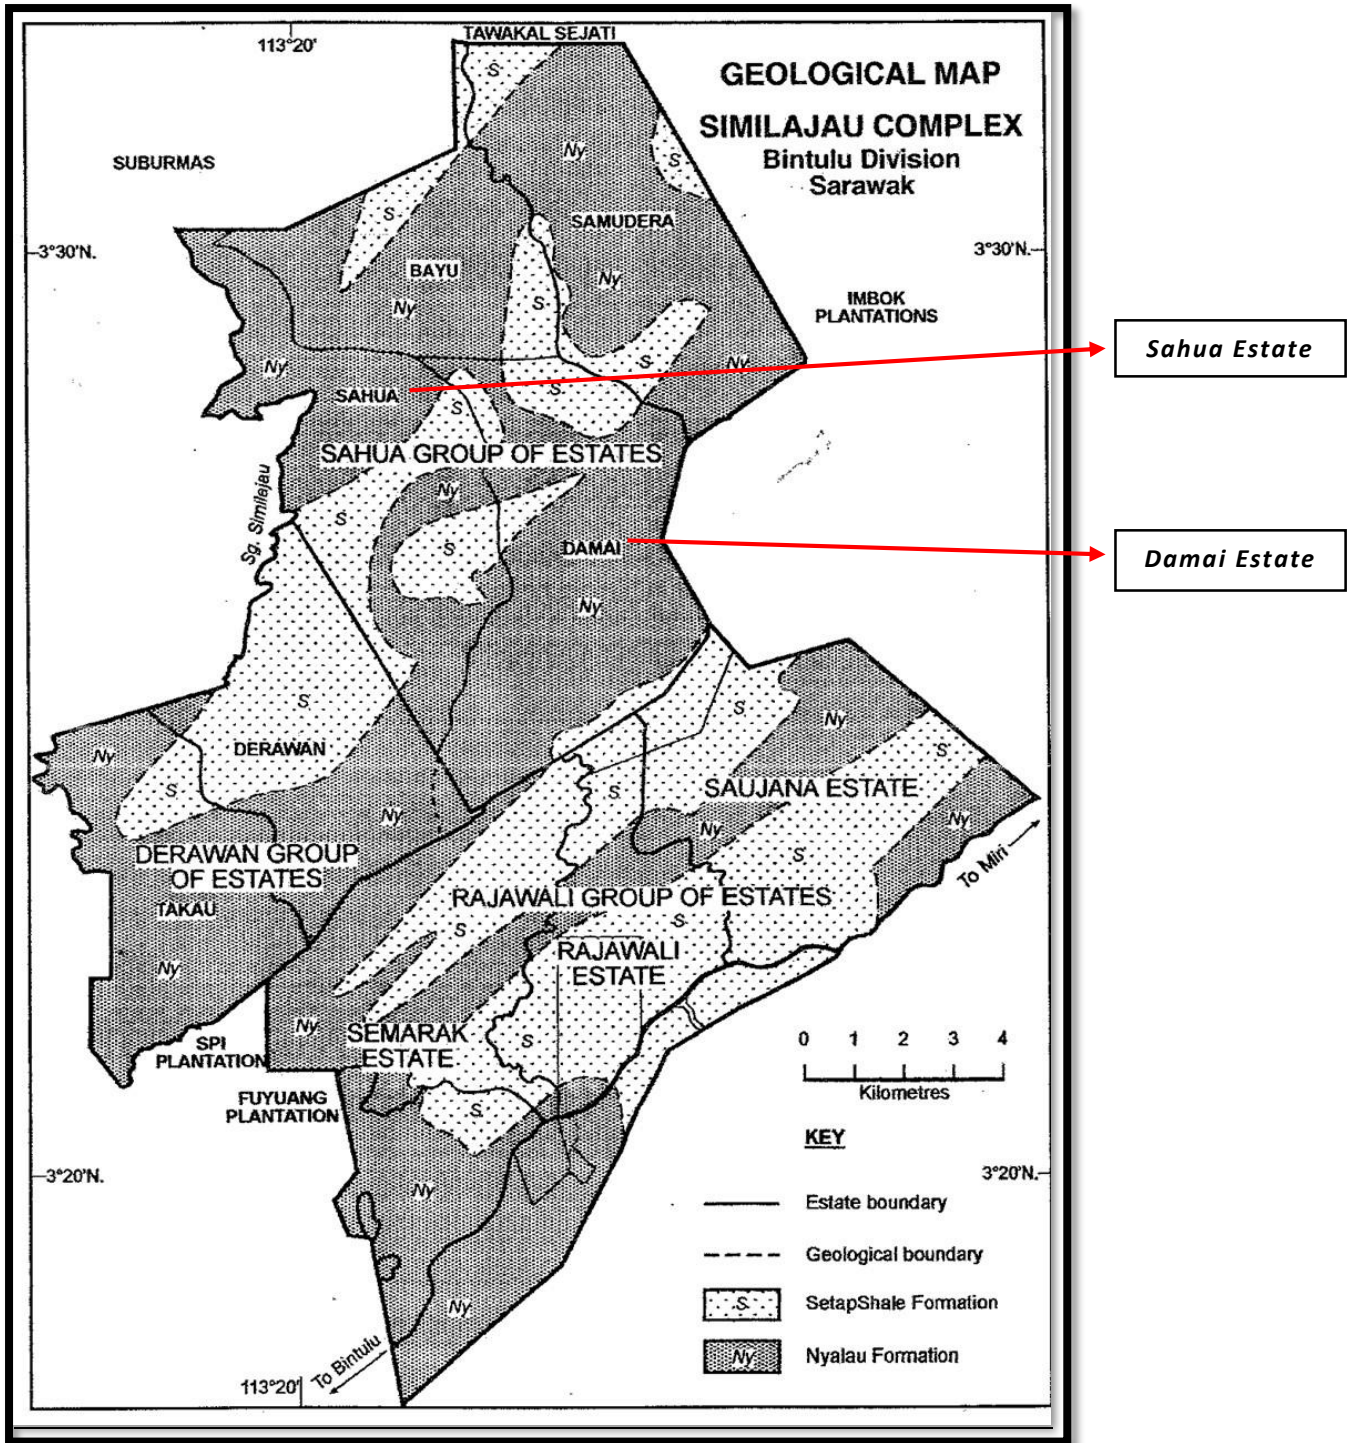 113°20'
TAWAKAL SEJATI
GEOLOGICAL MAP
SIMILAJAU COMPLEX
Bintulu Division
Sarawak
SUBURMAS
S
Ny
S
S
SAMUDERA
3°30'N.
3°30'N.
BAYU
Ny
Ny
S
IMBOK
PLANTATIONS
Sahua Estate
Ny
S
Ny
SAHUA
S
S
SAHUA GROUP OF ESTATES
Sg. Similajau
Ny
S
S
DAMAI
Damai Estate
Ny
S
S
Ny
Ny
DERAWAN
S
S
S
SAUJANA ESTATE
Ny
Ny
Ny
S
DERAWAN GROUP
OF ESTATES
To Miri
RAJAWALI GROUP OF ESTATES
TAKAU
S
S
S
RAJAWALI
ESTATE
Ny
Ny
SEMARAK
ESTATE
S
SPI
PLANTATION
0 1 2 3 4
Kilometres
FUYUANG
PLANTATION
S
KEY
3°20'N.
3°20'N.
Ny
Estate boundary
Geological boundary
S SetapShale Formation
Ny
Ny Nyalau Formation
To Bintulu
113°20'